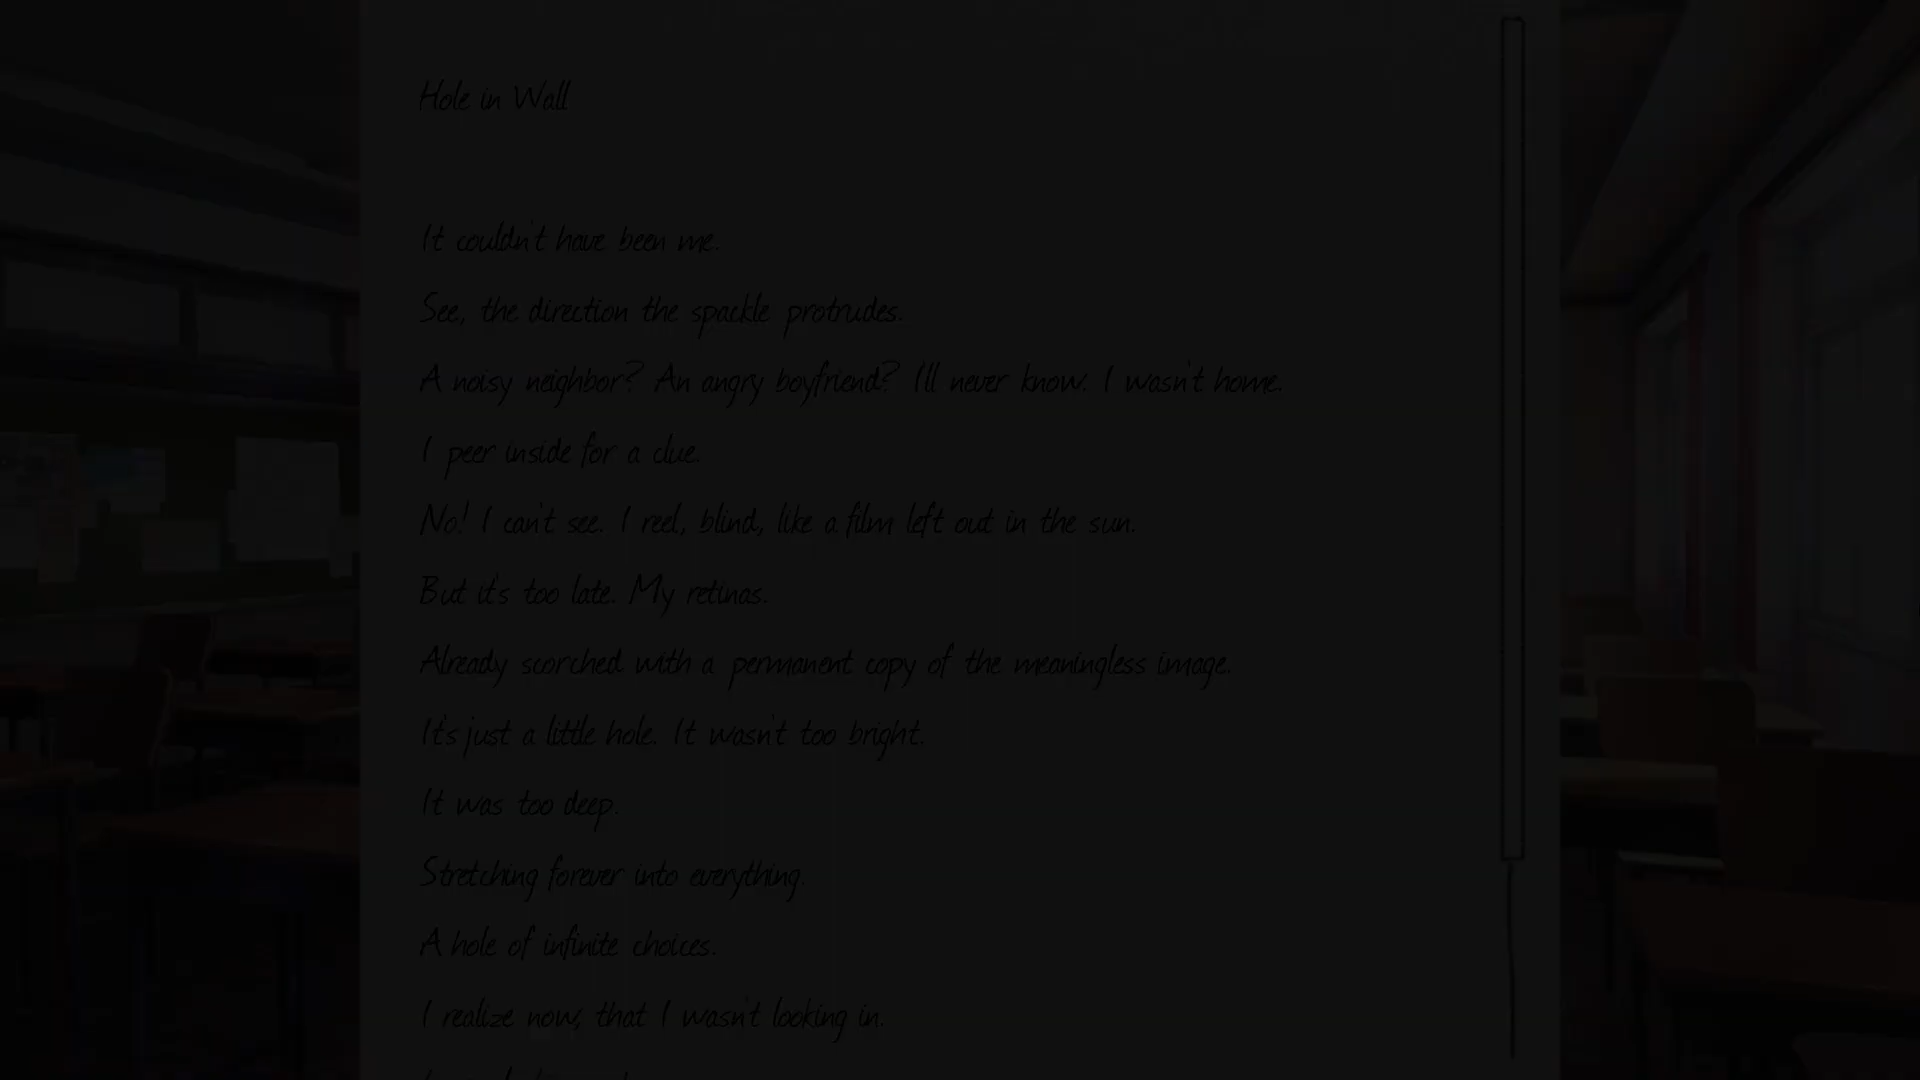 Hole in Wall
It couldn't have been me.
See, the direction the spackle protrudes.
A noisy neighbor? An angry boyfriend? I'll never know. I wasn't home.
I peer inside for a clue.
No! I can't see. I reel, blind, like a film left out in the sun.
But it's too late. My retinas.
Already scorched with a permanent copy of the meaningless image.
It's just a little hole. It wasn't too bright.
It was too deep.
Stretching forever into everything.
A hole of infinite choices.
I realize now, that I wasn't looking in.